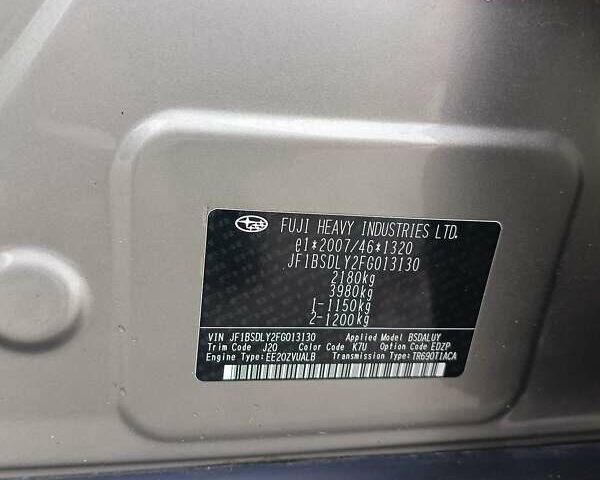 FUJI HEAVY INDUSTRIES LTD.
e1*2007/46*1320
JF1BSDLY2FG013130
2180kg
3980kg
1-1150kg
2-1200kg
VIN JF1BSDLY2FG013130 Applied Model BSDALUY
Trim Code J20 Color Code K7U Option Code EDZP
Engine Type: EE20ZVUALB Transmission Type: TR690T1ACA